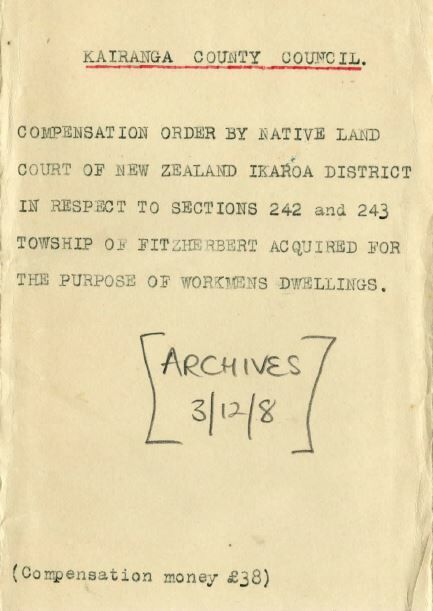 KAIRANGA COUNTY COUNCIL.
COMPENSATION ORDER BY NATIVE LAND
COURT OF NEW ZEALAND IKAROA DISTRICT
IN RESPECT TO SECTIONS 242 and 243
TOWSHIP OF FITZHERBERT ACQUIRED FOR
THE PURPOSE OF WORKMENS DWELLINGS.
[ARCHIVES
3/12/8]
(Compensation money £38)